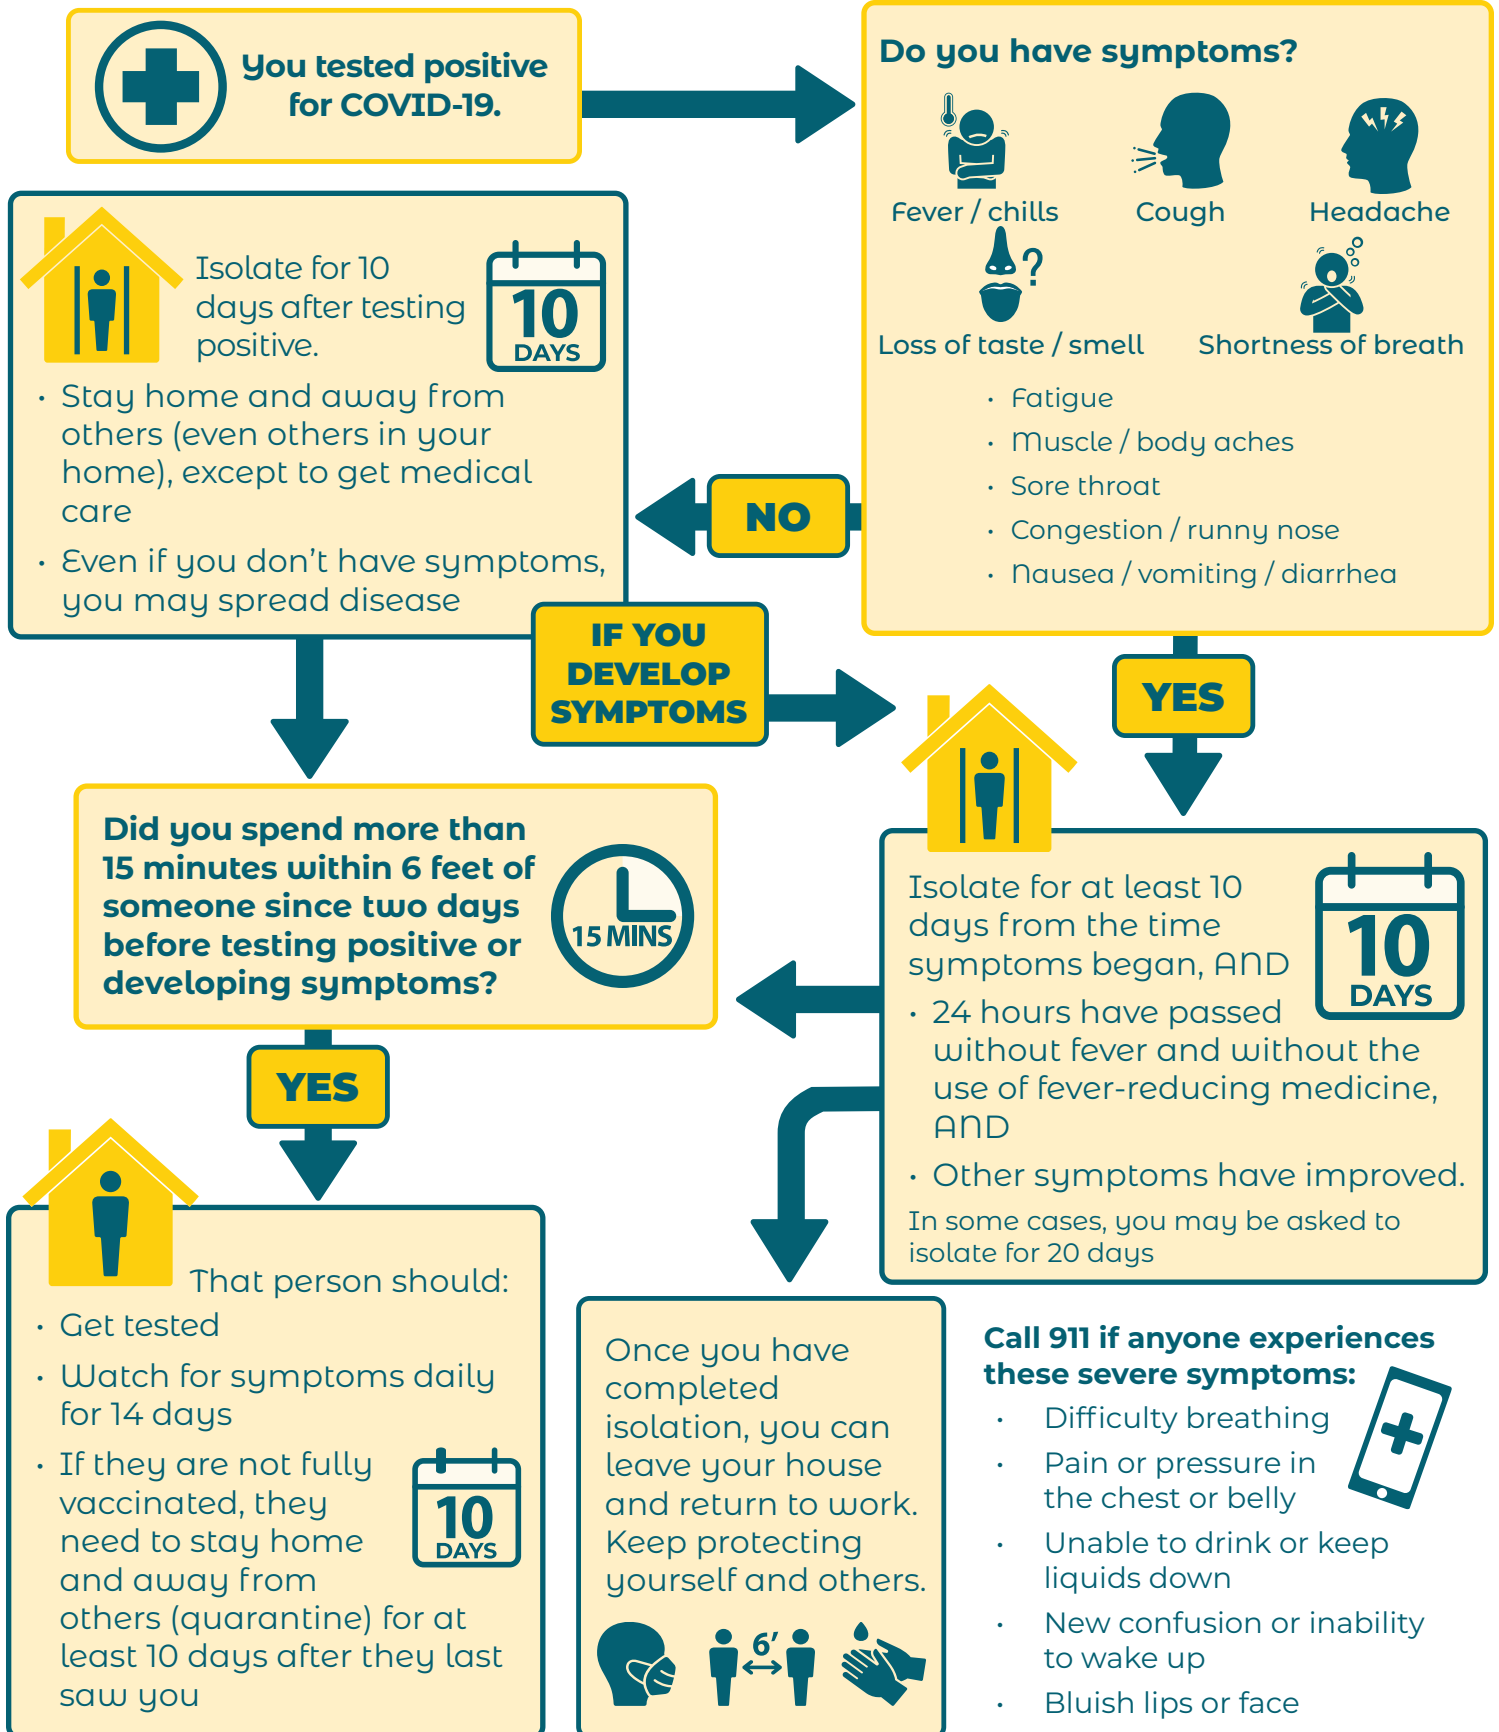 You tested positive
for COVID-19.
Do you have symptoms?
Fever / chills
Cough
Headache
?
Loss of taste / smell
Shortness of breath
· Fatigue
· Muscle / body aches
· Sore throat
· Congestion / runny nose
· Nausea / vomiting / diarrhea
NO
YES
Isolate for 10
days after testing
positive.
10
DAYS
· Stay home and away from
others (even others in your
home), except to get medical
care
· Even if you don't have symptoms,
you may spread disease
IF YOU
DEVELOP
SYMPTOMS
Isolate for at least 10
days from the time
symptoms began, AND
10
DAYS
· 24 hours have passed
without fever and without the
use of fever-reducing medicine,
AND
· Other symptoms have improved.
In some cases, you may be asked to
isolate for 20 days
Did you spend more than
15 minutes within 6 feet of
someone since two days
before testing positive or
developing symptoms?
15 MINS
YES
That person should:
· Get tested
· Watch for symptoms daily
for 14 days
· If they are not fully
vaccinated, they
need to stay home
and away from
others (quarantine) for at
least 10 days after they last
saw you
10
DAYS
Once you have
completed
isolation, you can
leave your house
and return to work.
Keep protecting
yourself and others.
6'
Call 911 if anyone experiences
these severe symptoms:
· Difficulty breathing
· Pain or pressure in
the chest or belly
· Unable to drink or keep
liquids down
· New confusion or inability
to wake up
· Bluish lips or face